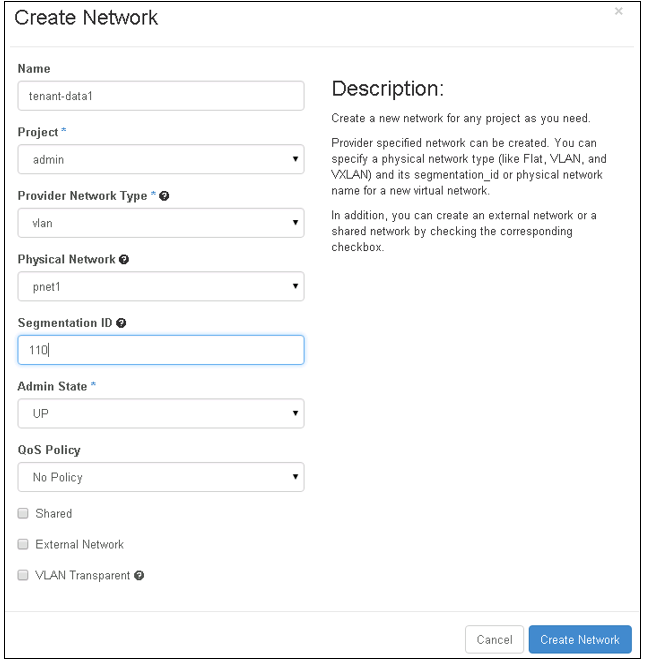 Create Network
×
Name
tenant-data1
Project *
admin
Provider Network Type *
vlan
Physical Network
pnet1
Segmentation ID
110
Admin State *
UP
QoS Policy
No Policy
Shared
External Network
VLAN Transparent
Description:
Create a new network for any project as you need.
Provider specified network can be created. You can
specify a physical network type (like Flat, VLAN, and
VXLAN) and its segmentation_id or physical network
name for a new virtual network.
In addition, you can create an external network or a
shared network by checking the corresponding
checkbox.
Cancel
Create Network